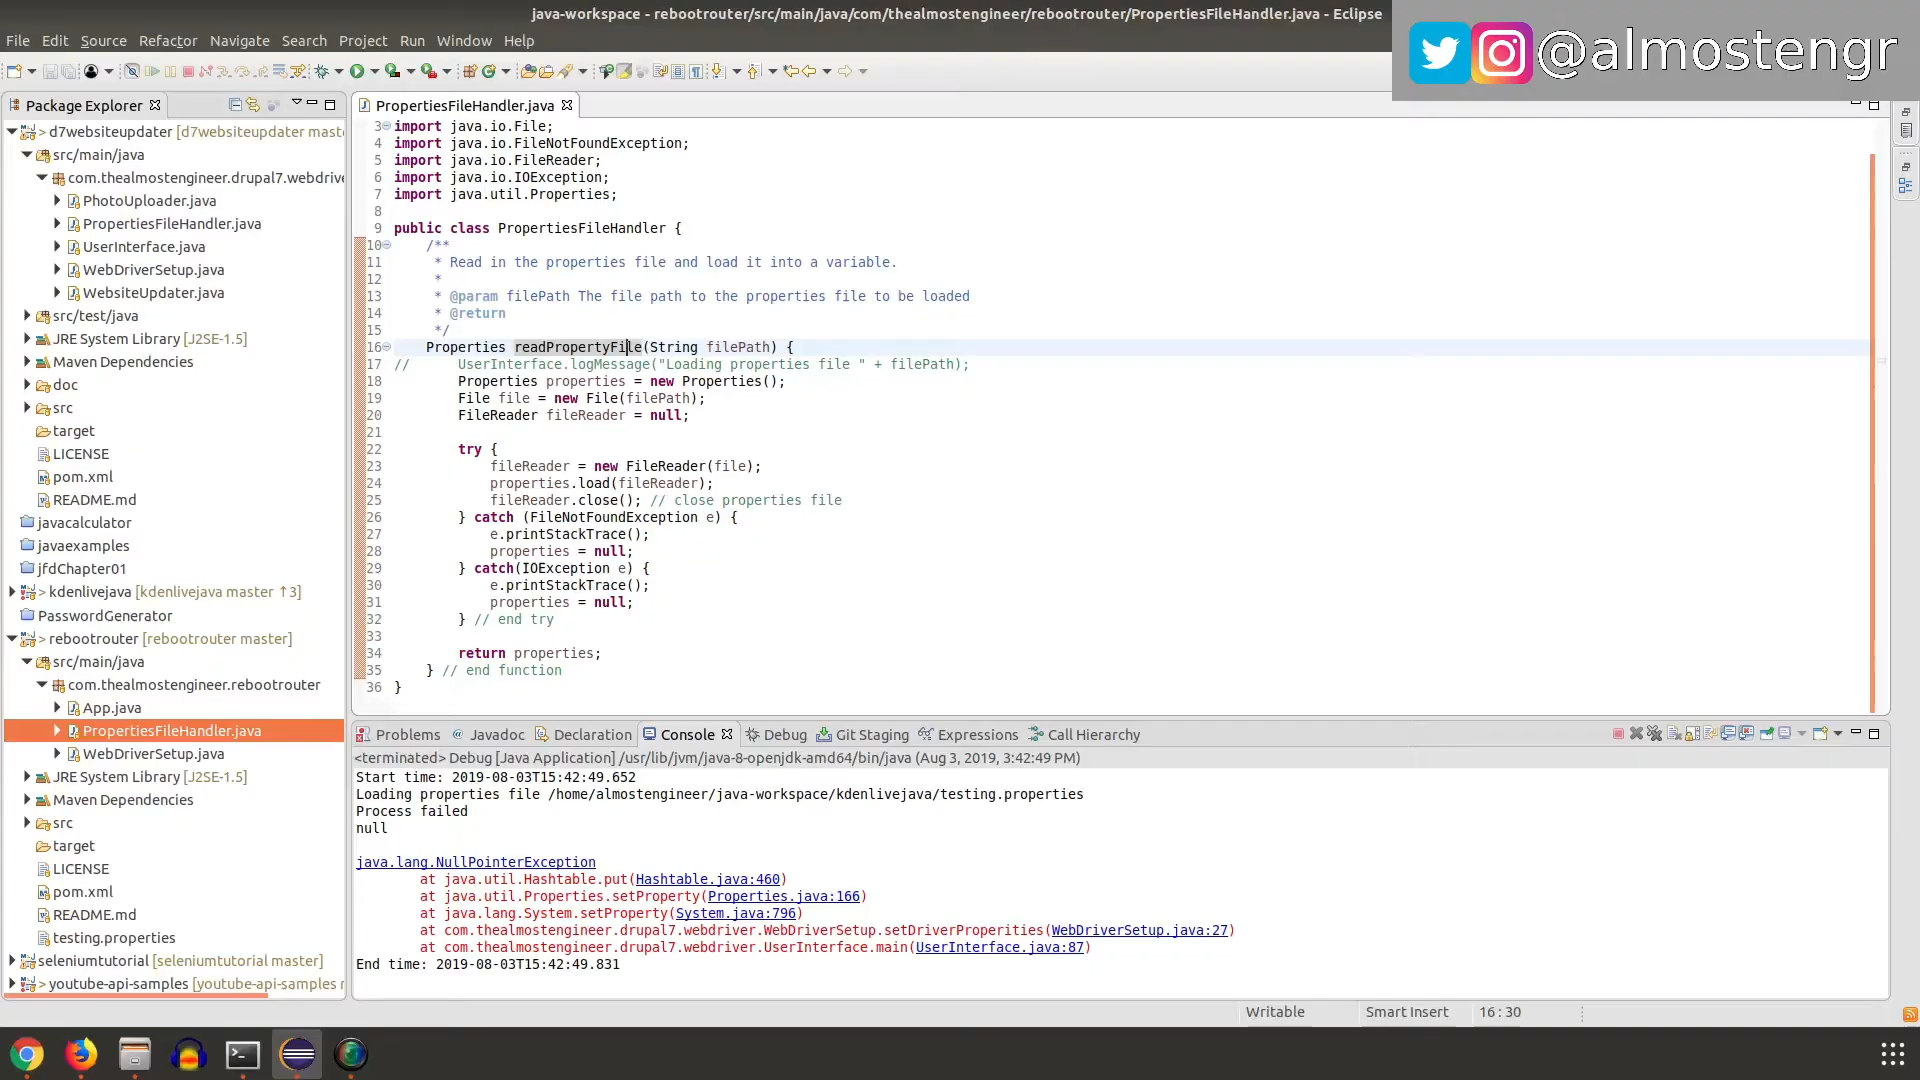 java-workspace - rebootrouter/src/main/java/com/thealmostengineer/rebootrouter/PropertiesFileHandler.java - Eclipse
@almostengr
File Edit Source Refactor Navigate Search Project Run Window Help
Package Explorer
> d7websiteupdater [d7websiteupdater mast
src/main/java
com.thealmostengineer.drupal7.webdrive
PhotoUploader.java
PropertiesFileHandler.java
UserInterface.java
WebDriverSetup.java
WebsiteUpdater.java
src/test/java
JRE System Library [J2SE-1.5]
Maven Dependencies
doc
src
target
LICENSE
pom.xml
README.md
javacalculator
javaexamples
jfdChapter01
> kdenlivejava [kdenlivejava master ↑3]
PasswordGenerator
> rebootrouter [rebootrouter master]
src/main/java
com.thealmostengineer.rebootrouter
App.java
PropertiesFileHandler.java
WebDriverSetup.java
JRE System Library [J2SE-1.5]
Maven Dependencies
src
target
LICENSE
pom.xml
README.md
testing.properties
seleniumtutorial [seleniumtutorial master]
> youtube-api-samples [youtube-api-samples
PropertiesFileHandler.java
3 import java.io.File;
4 import java.io.FileNotFoundException;
5 import java.io.FileReader;
6 import java.io.IOException;
7 import java.util.Properties;
8
9 public class PropertiesFileHandler {
10 /**
11 * Read in the properties file and load it into a variable.
12 *
13 * @param filePath The file path to the properties file to be loaded
14 * @return
15 */
16 Properties readPropertyFile(String filePath) {
17 // UserInterface.logMessage("Loading properties file " + filePath);
18 Properties properties = new Properties();
19 File file = new File(filePath);
20 FileReader fileReader = null;
21
22 try {
23 fileReader = new FileReader(file);
24 properties.load(fileReader);
25 fileReader.close(); // close properties file
26 } catch (FileNotFoundException e) {
27 e.printStackTrace();
28 properties = null;
29 } catch(IOException e) {
30 e.printStackTrace();
31 properties = null;
32 } // end try
33
34 return properties;
35 } // end function
36 }
Problems @ Javadoc Declaration Console Debug Git Staging Expressions Call Hierarchy
<terminated> Debug [Java Application] /usr/lib/jvm/java-8-openjdk-amd64/bin/java (Aug 3, 2019, 3:42:49 PM)
Start time: 2019-08-03T15:42:49.652
Loading properties file /home/almostengineer/java-workspace/kdenlivejava/testing.properties
Process failed
null
java.lang.NullPointerException
at java.util.Hashtable.put(Hashtable.java:460)
at java.util.Properties.setProperty(Properties.java:166)
at java.lang.System.setProperty(System.java:796)
at com.thealmostengineer.drupal7.webdriver.WebDriverSetup.setDriverProperities(WebDriverSetup.java:27)
at com.thealmostengineer.drupal7.webdriver.UserInterface.main(UserInterface.java:87)
End time: 2019-08-03T15:42:49.831
Writable Smart Insert 16 : 30